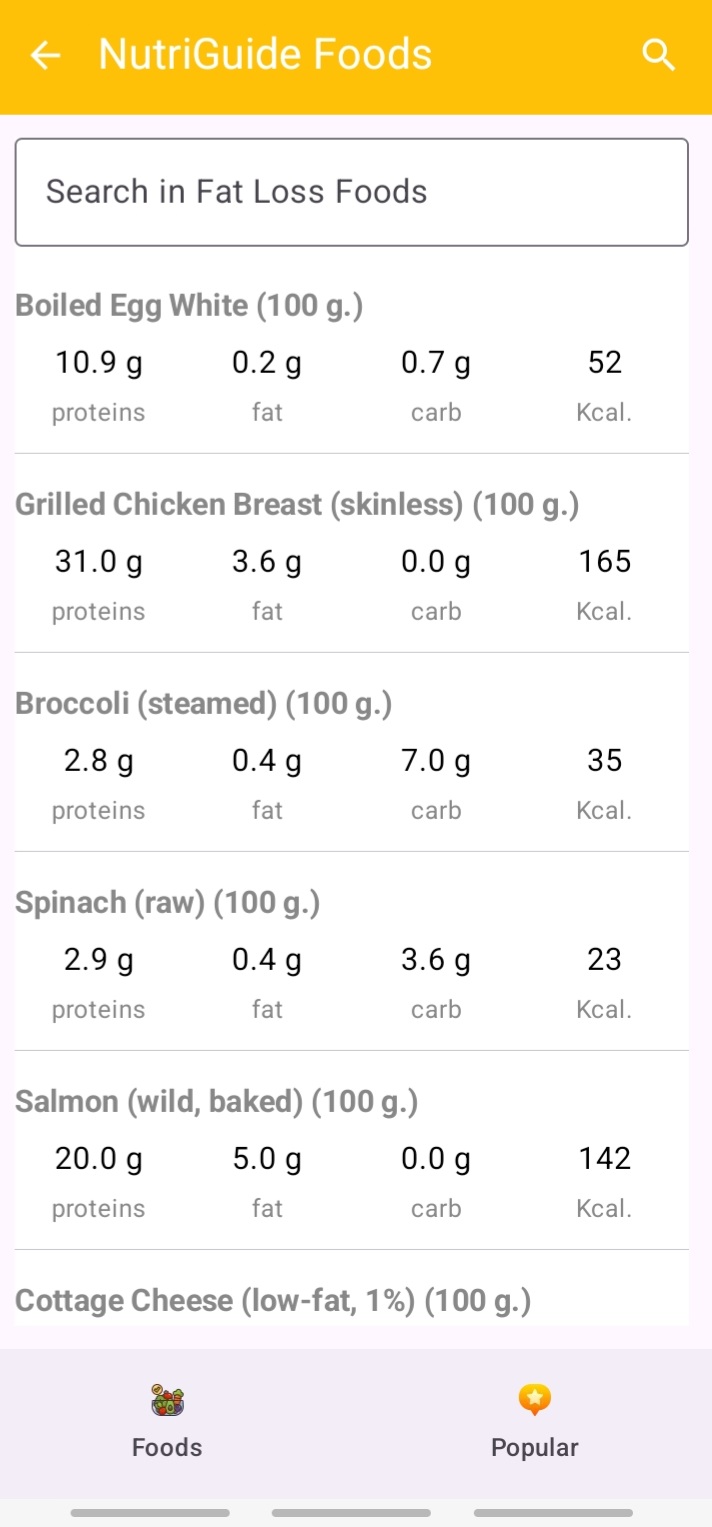 NutriGuide Foods
Search in Fat Loss Foods
Boiled Egg White (100 g.)
10.9 g 0.2 g 0.7 g 52
proteins fat carb Kcal.
Grilled Chicken Breast (skinless) (100 g.)
31.0 g 3.6 g 0.0 g 165
proteins fat carb Kcal.
Broccoli (steamed) (100 g.)
2.8 g 0.4 g 7.0 g 35
proteins fat carb Kcal.
Spinach (raw) (100 g.)
2.9 g 0.4 g 3.6 g 23
proteins fat carb Kcal.
Salmon (wild, baked) (100 g.)
20.0 g 5.0 g 0.0 g 142
proteins fat carb Kcal.
Cottage Cheese (low-fat, 1%) (100 g.)
Foods Popular